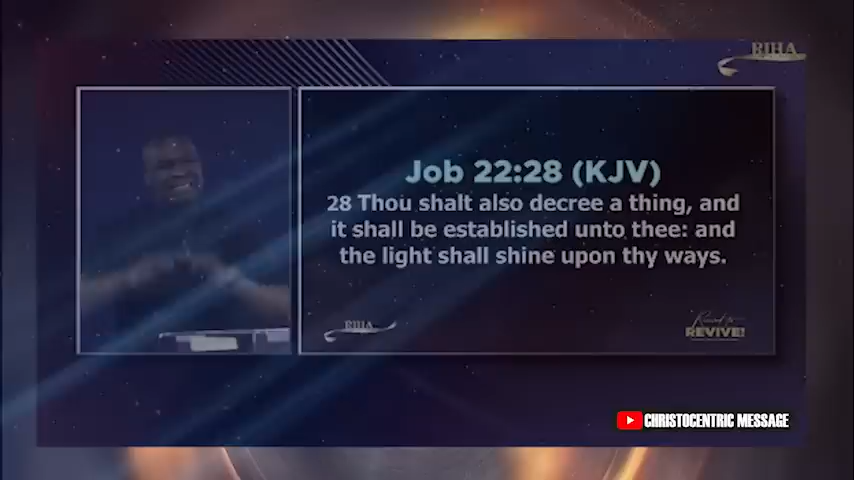 RIHA
Job 22:28 (KJV)
28 Thou shalt also decree a thing, and
it shall be established unto thee: and
the light shall shine upon thy ways.
RIHA
REVIVE!
CHRISTOCENTRIC MESSAGE